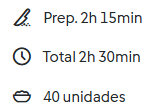 Prep. 2h 15min
Total 2h 30min
40 unidades